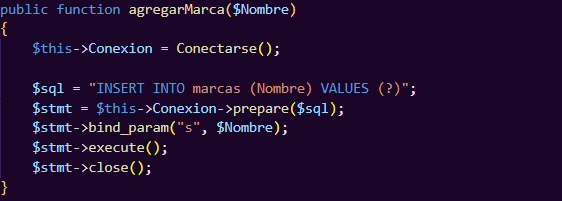 public function agregarMarca($Nombre)
{
    $this->Conexion = Conectarse();

    $sql = "INSERT INTO marcas (Nombre) VALUES (?)";
    $stmt = $this->Conexion->prepare($sql);
    $stmt->bind_param("s", $Nombre);
    $stmt->execute();
    $stmt->close();
}